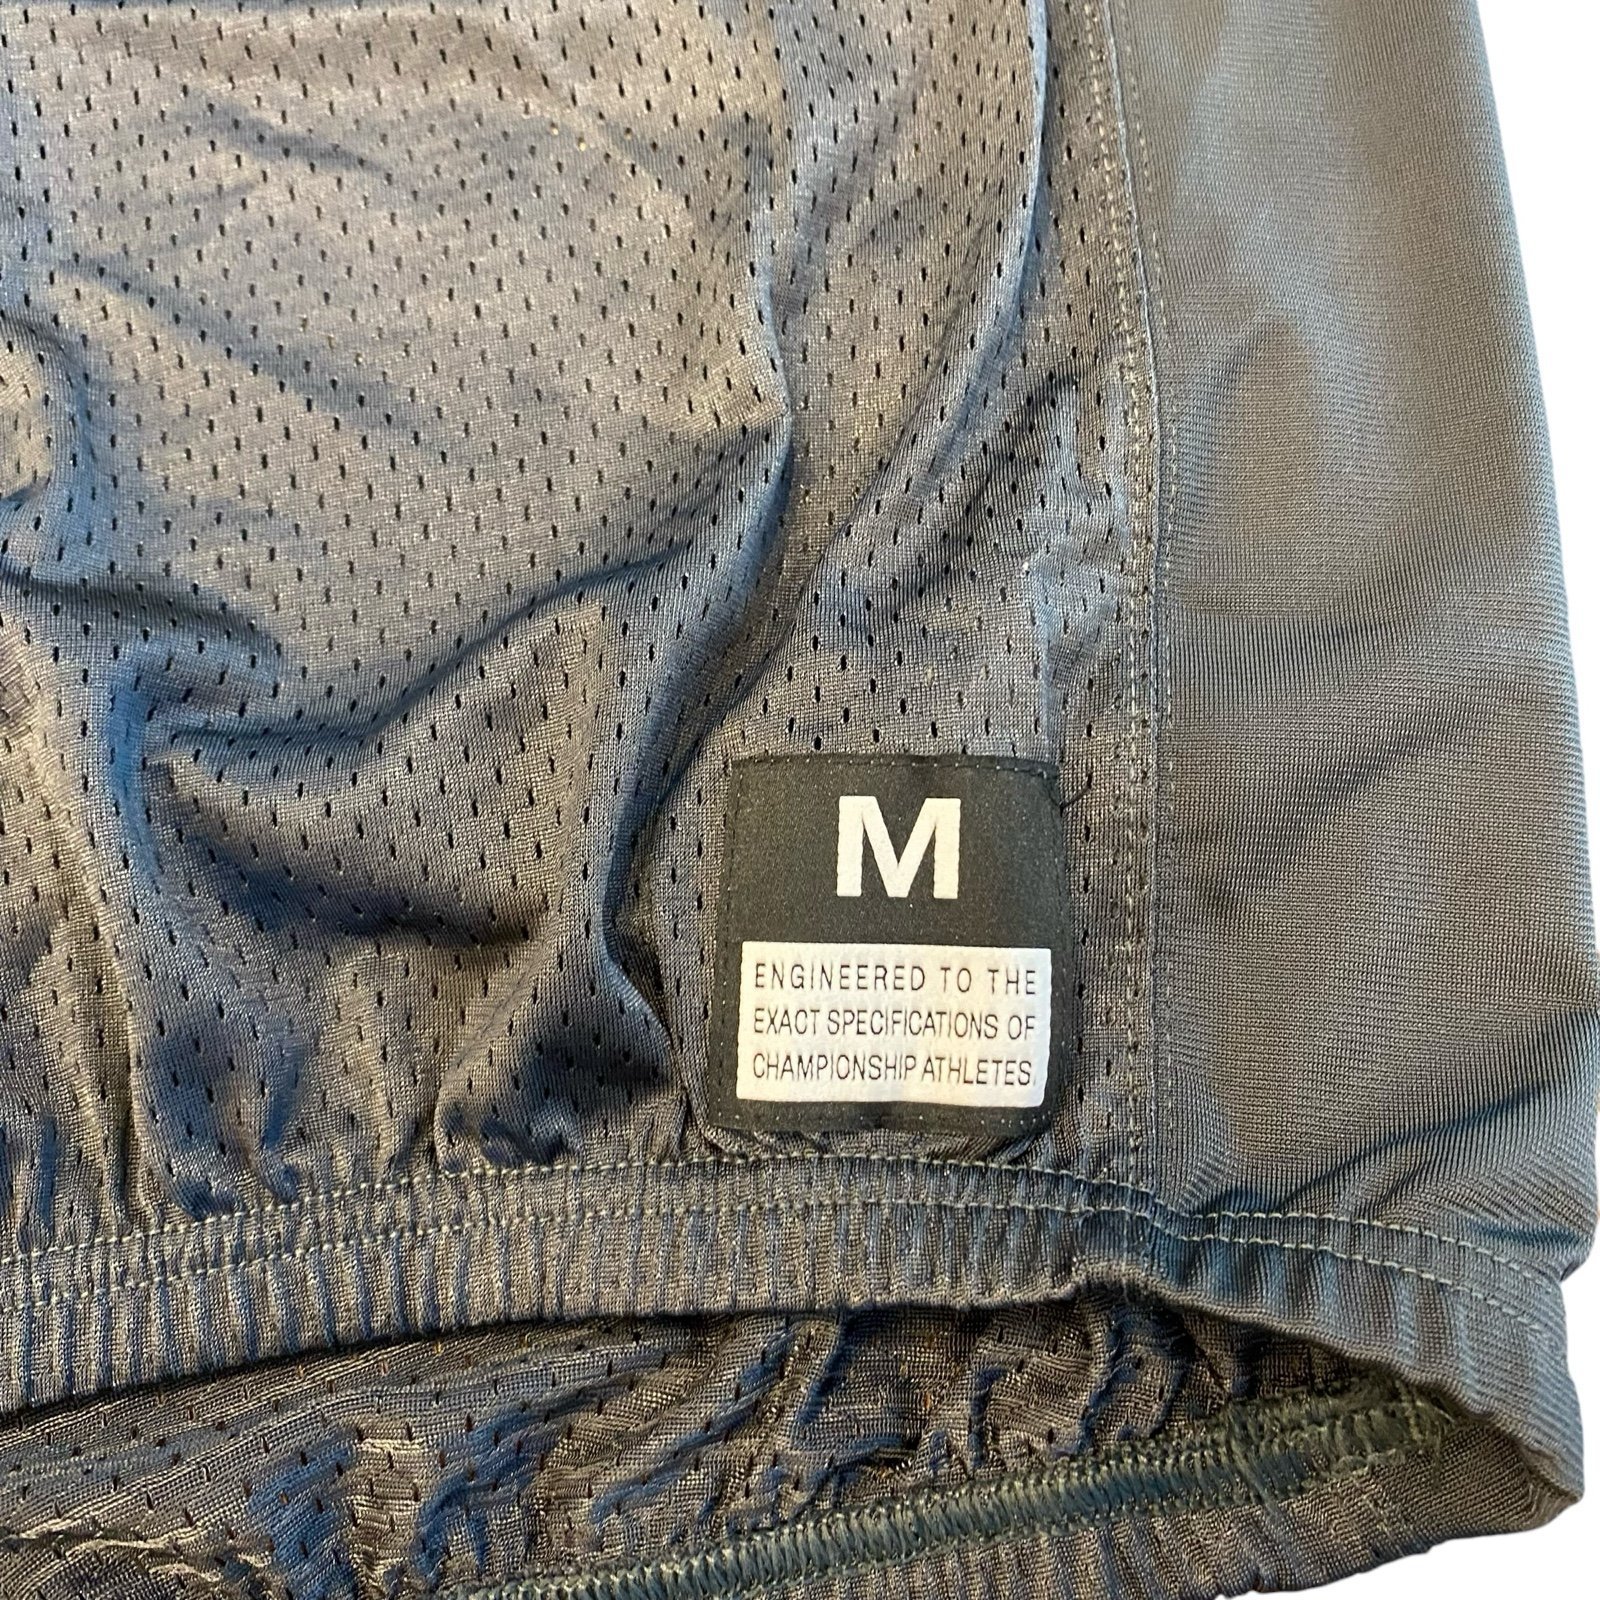 M
ENGINEERED TO THE
EXACT SPECIFICATIONS OF
CHAMPIONSHIP ATHLETES